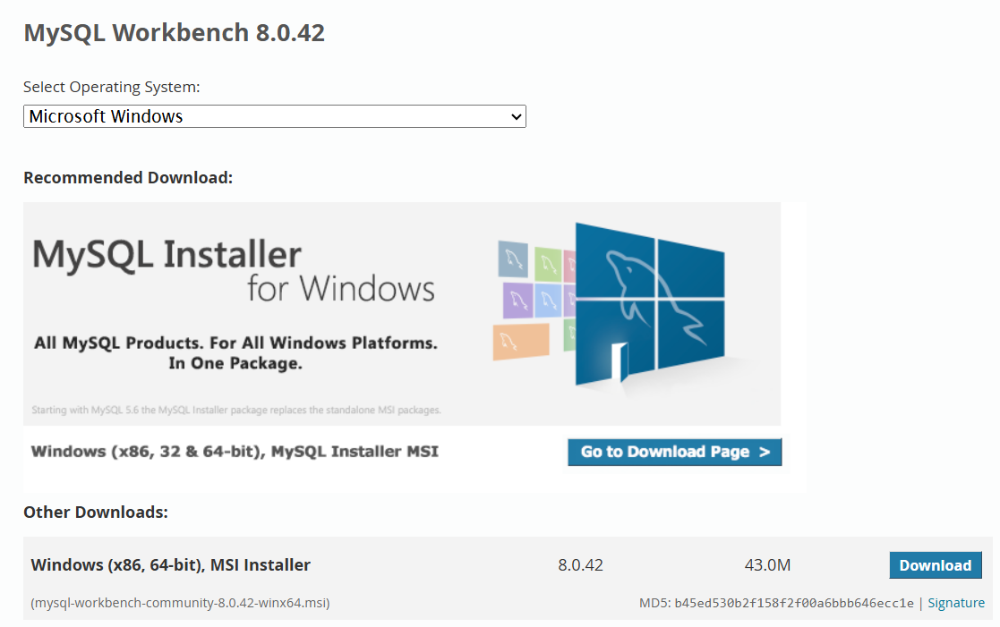 MySQL Workbench 8.0.42
Select Operating System:
Microsoft Windows
Recommended Download:
MySQL Installer
for Windows
All MySQL Products. For All Windows Platforms.
In One Package.
Starting with MySQL 5.6 the MySQL Installer package replaces the standalone MSI packages.
Windows (x86, 32 & 64-bit), MySQL Installer MSI
Go to Download Page >
Other Downloads:
Windows (x86, 64-bit), MSI Installer 8.0.42 43.0M Download
(mysql-workbench-community-8.0.42-winx64.msi) MD5: b45ed530b2f158f2f00a6bbb646ecc1e | Signature